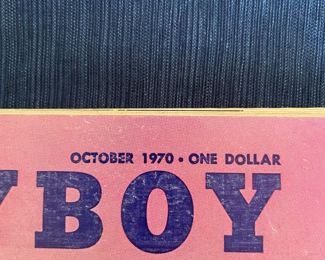 OCTOBER 1970 • ONE DOLLAR
YBOY